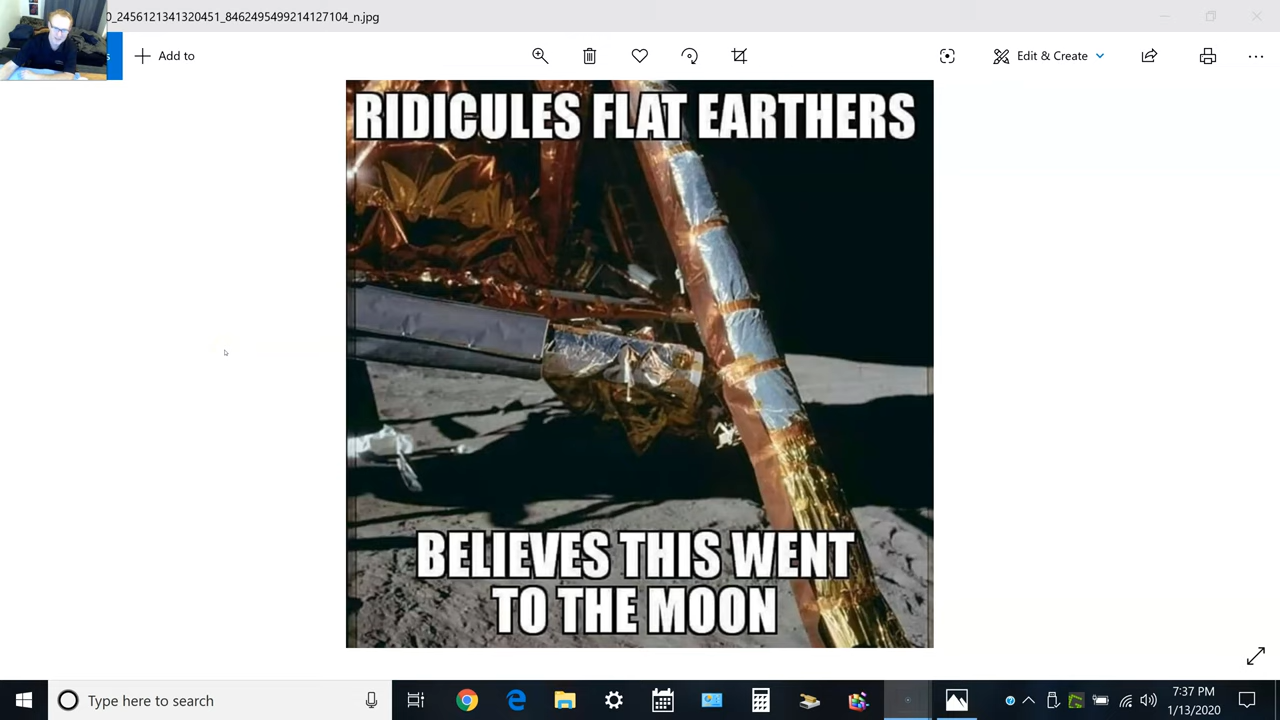 0_2456121341320451_8462495499214127104_n.jpg
s
Add to
Edit & Create
RIDICULES FLAT EARTHERS
BELIEVES THIS WENT
TO THE MOON
Type here to search
7:37 PM
1/13/2020